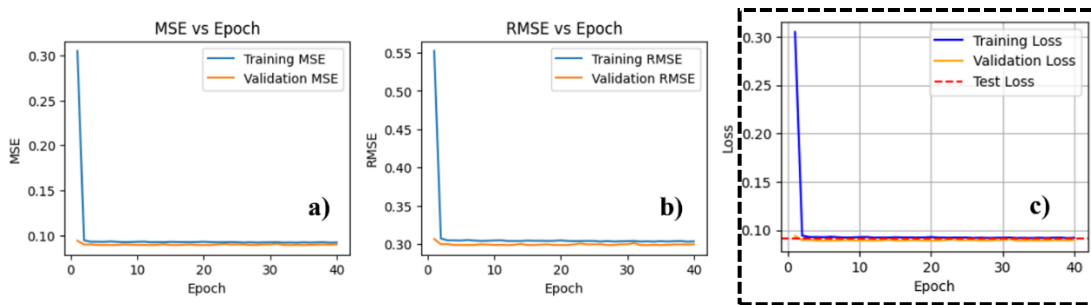 MSE vs Epoch
0.30
0.25
0.20
0.15
0.10
MSE
0
10
20
30
40
Epoch
Training MSE
Validation MSE
a)
RMSE vs Epoch
0.55
0.50
0.45
0.40
0.35
0.30
RMSE
0
10
20
30
40
Epoch
Training RMSE
Validation RMSE
b)
0.30
0.25
0.20
0.15
0.10
Loss
0
10
20
30
40
Epoch
Training Loss
Validation Loss
Test Loss
c)